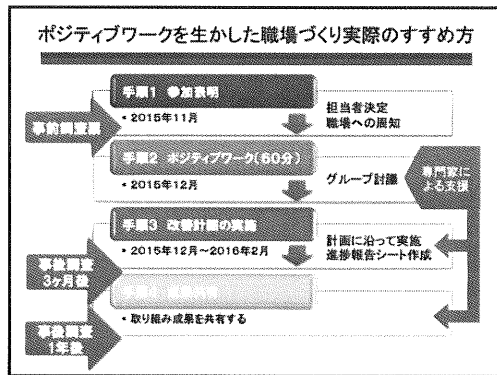 ポジティブワークを生かした職場づくり実際のすすめ方
手順1 参加表明
事前調査票
• 2015年11月
担当者決定
職場への周知
手順2 ポジティブワーク(60分)
• 2015年12月
グループ討議
専門家に
よる支援
手順3 改善計画の実施
• 2015年12月～2016年2月
計画に沿って実施
進捗報告シート作成
事後調査
3ヶ月後
• 取り組み成果を共有する
事後調査
1年後